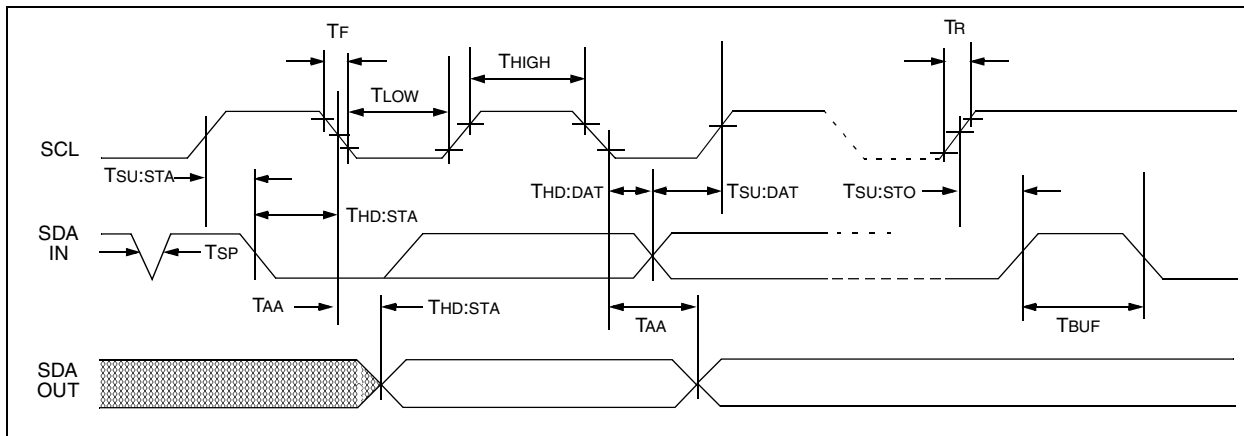 TF
TR
THIGH
TLOW
SCL
TSU:STA
THD:DAT
TSU:DAT
TSU:STO
THD:STA
SDA
IN
TSP
TAA
THD:STA
TAA
TBUF
SDA
OUT